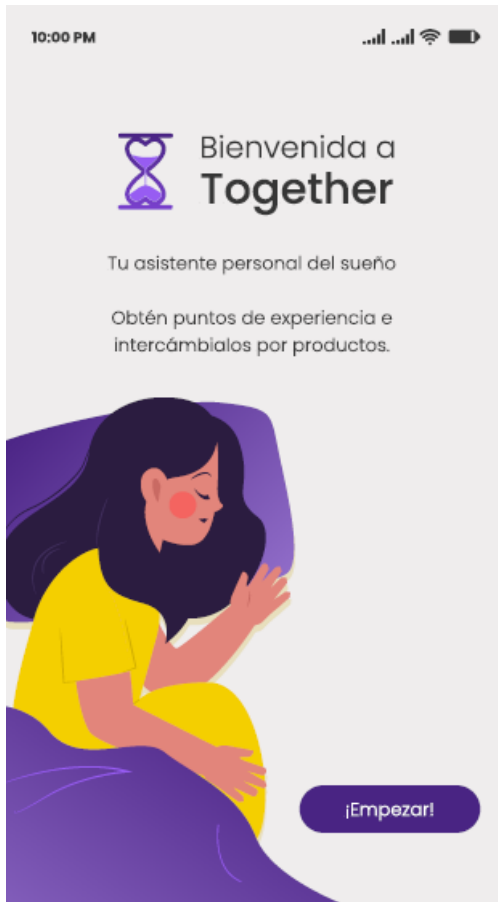 10:00 PM
Bienvenida a
Together
Tu asistente personal del sueño
Obtén puntos de experiencia e
intercámbialos por productos.
¡Empezar!